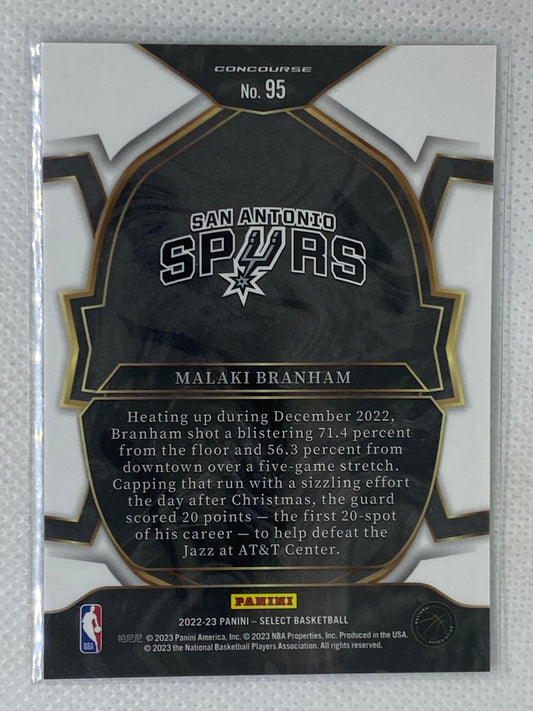 CONCOURSE
No. 95
SAN ANTONIO
SPURS
MALAKI BRANHAM
Heating up during December 2022,
Branham shot a blistering 71.4 percent
from the floor and 56.3 percent from
downtown over a five-game stretch.
Capping that run with a sizzling effort
the day after Christmas, the guard
scored 20 points — the first 20-spot
of his career — to help defeat the
Jazz at AT&T Center.
PANINI
2022-23 PANINI – SELECT BASKETBALL
NBA
帕尼尼 © 2023 Panini America, Inc. © 2023 NBA Properties, Inc. Produced in the USA.
© 2023 the National Basketball Players Association. All rights reserved.